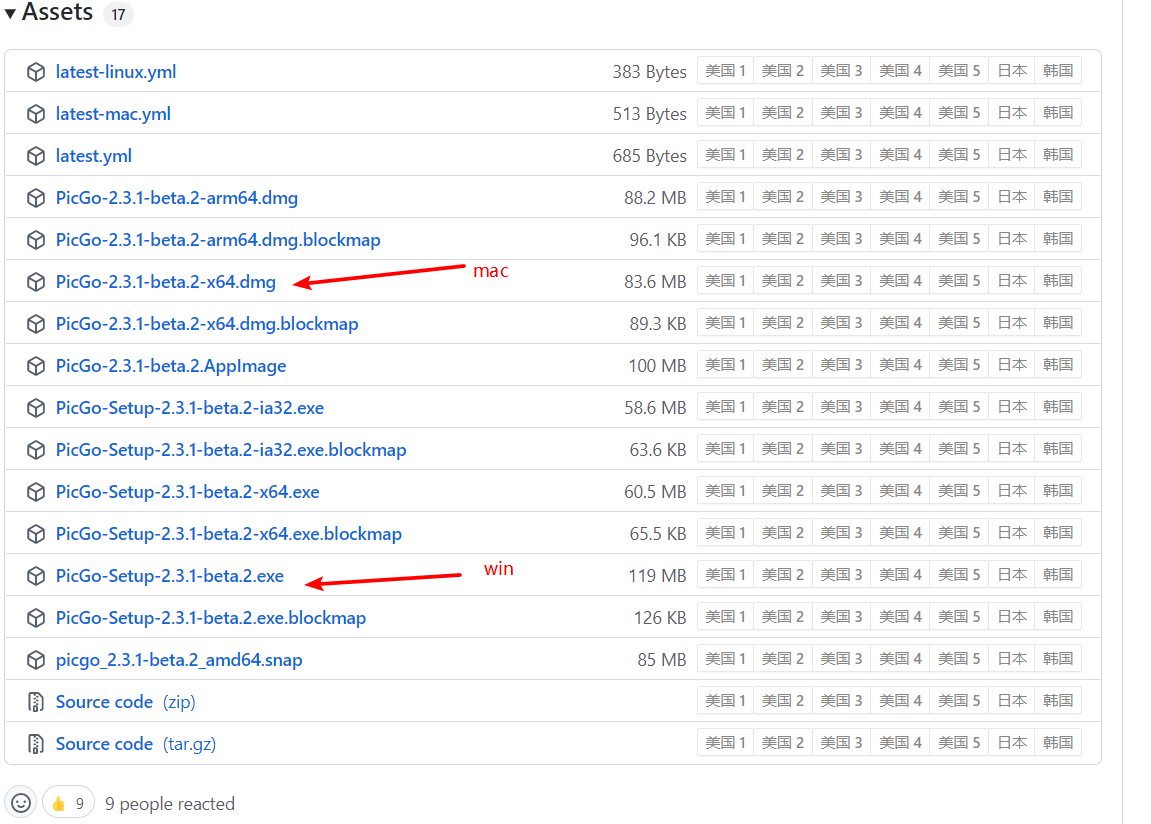 Assets 17
latest-linux.yml 383 Bytes 美国 1 美国 2 美国 3 美国 4 美国 5 日本 韩国
latest-mac.yml 513 Bytes 美国 1 美国 2 美国 3 美国 4 美国 5 日本 韩国
latest.yml 685 Bytes 美国 1 美国 2 美国 3 美国 4 美国 5 日本 韩国
PicGo-2.3.1-beta.2-arm64.dmg 88.2 MB 美国 1 美国 2 美国 3 美国 4 美国 5 日本 韩国
PicGo-2.3.1-beta.2-arm64.dmg.blockmap 96.1 KB 美国 1 美国 2 美国 3 美国 4 美国 5 日本 韩国
PicGo-2.3.1-beta.2-x64.dmg mac 83.6 MB 美国 1 美国 2 美国 3 美国 4 美国 5 日本 韩国
PicGo-2.3.1-beta.2-x64.dmg.blockmap 89.3 KB 美国 1 美国 2 美国 3 美国 4 美国 5 日本 韩国
PicGo-2.3.1-beta.2.AppImage 100 MB 美国 1 美国 2 美国 3 美国 4 美国 5 日本 韩国
PicGo-Setup-2.3.1-beta.2-ia32.exe 58.6 MB 美国 1 美国 2 美国 3 美国 4 美国 5 日本 韩国
PicGo-Setup-2.3.1-beta.2-ia32.exe.blockmap 63.6 KB 美国 1 美国 2 美国 3 美国 4 美国 5 日本 韩国
PicGo-Setup-2.3.1-beta.2-x64.exe 60.5 MB 美国 1 美国 2 美国 3 美国 4 美国 5 日本 韩国
PicGo-Setup-2.3.1-beta.2-x64.exe.blockmap 65.5 KB 美国 1 美国 2 美国 3 美国 4 美国 5 日本 韩国
PicGo-Setup-2.3.1-beta.2.exe win 119 MB 美国 1 美国 2 美国 3 美国 4 美国 5 日本 韩国
PicGo-Setup-2.3.1-beta.2.exe.blockmap 126 KB 美国 1 美国 2 美国 3 美国 4 美国 5 日本 韩国
picgo_2.3.1-beta.2_amd64.snap 85 MB 美国 1 美国 2 美国 3 美国 4 美国 5 日本 韩国
Source code (zip) 美国 1 美国 2 美国 3 美国 4 美国 5 日本 韩国
Source code (tar.gz) 美国 1 美国 2 美国 3 美国 4 美国 5 日本 韩国
9 9 people reacted